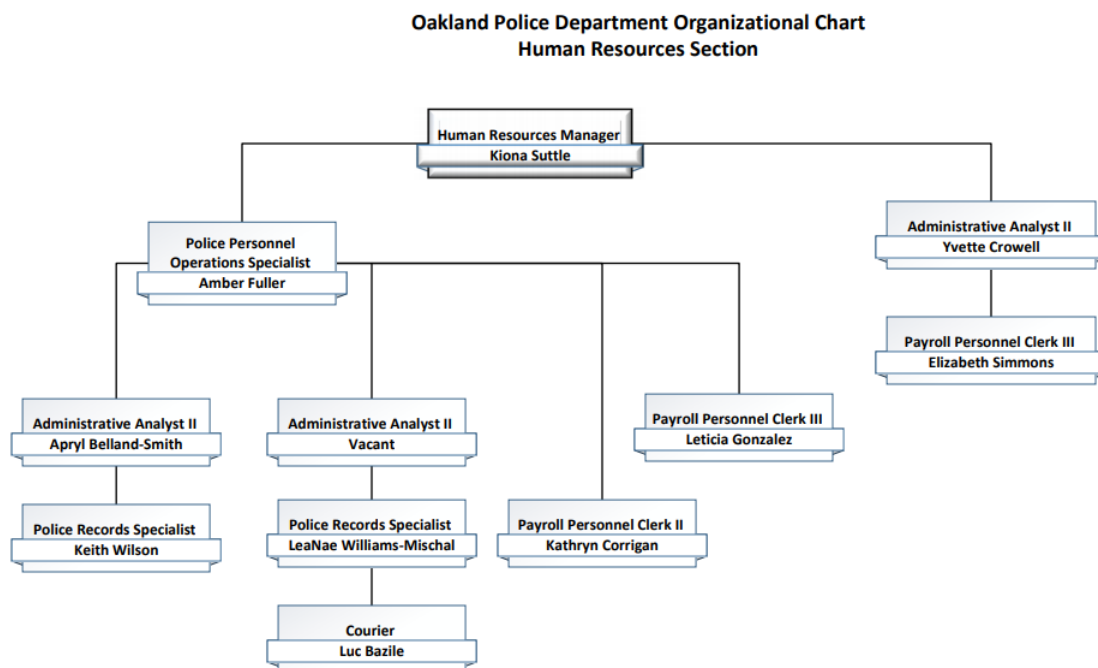 Oakland Police Department Organizational Chart
Human Resources Section
Human Resources Manager
Kiona Suttle
Police Personnel
Operations Specialist
Amber Fuller
Administrative Analyst II
Yvette Crowell
Payroll Personnel Clerk III
Elizabeth Simmons
Administrative Analyst II
Apryl Belland-Smith
Administrative Analyst II
Vacant
Payroll Personnel Clerk III
Leticia Gonzalez
Police Records Specialist
Keith Wilson
Police Records Specialist
LeaNae Williams-Mischal
Payroll Personnel Clerk II
Kathryn Corrigan
Courier
Luc Bazile